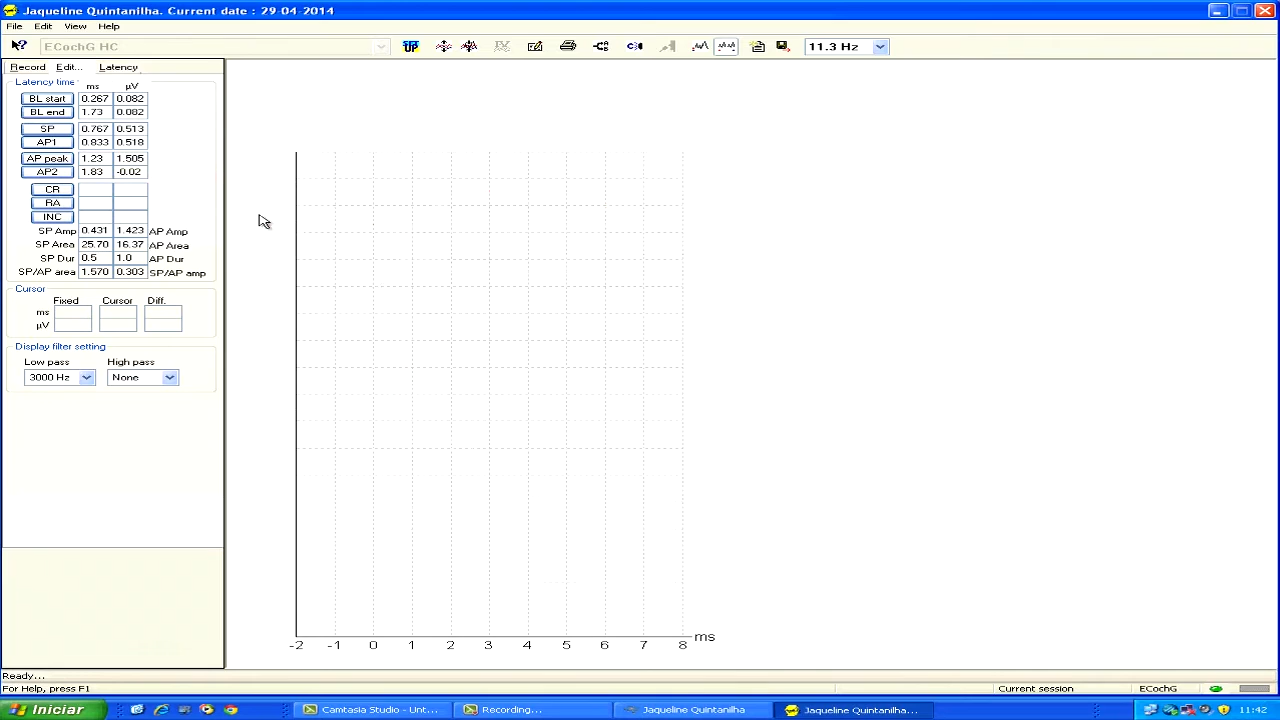 Jaqueline Quintanilha. Current date : 29-04-2014
File Edit View Help
ECochG HC UP 11.3 Hz
Record Edit... Latency
Latency time
ms µV
BL start 0.267 0.082
BL end 1.73 0.082
SP 0.767 0.513
AP1 0.833 0.518
AP peak 1.23 1.505
AP2 1.83 -0.02
CR
RA
INC
SP Amp 0.431 1.423 AP Amp
SP Area 25.70 16.37 AP Area
SP Dur 0.5 1.0 AP Dur
SP/AP area 1.570 0.303 SP/AP amp
Cursor
Fixed Cursor Diff.
ms
µV
Display filter setting
Low pass High pass
3000 Hz None
ms
-2 -1 0 1 2 3 4 5 6 7 8
Ready...
For Help, press F1 Current session ECochG
Iniciar Camtasia Studio - Unt... Recording... Jaqueline Quintanilha Jaqueline Quintanilha... 11:42